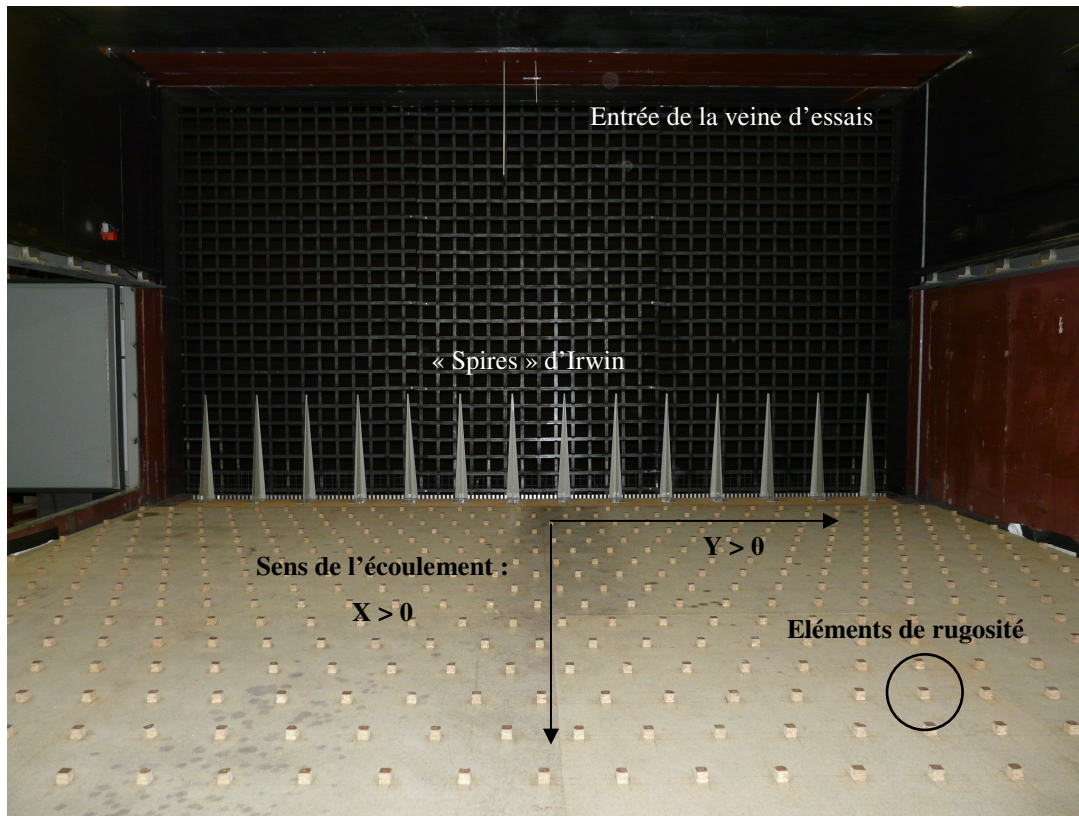 Entrée de la veine d'essais
« Spires » d'Irwin
Y > 0
Sens de l'écoulement :
X > 0
Eléments de rugosité